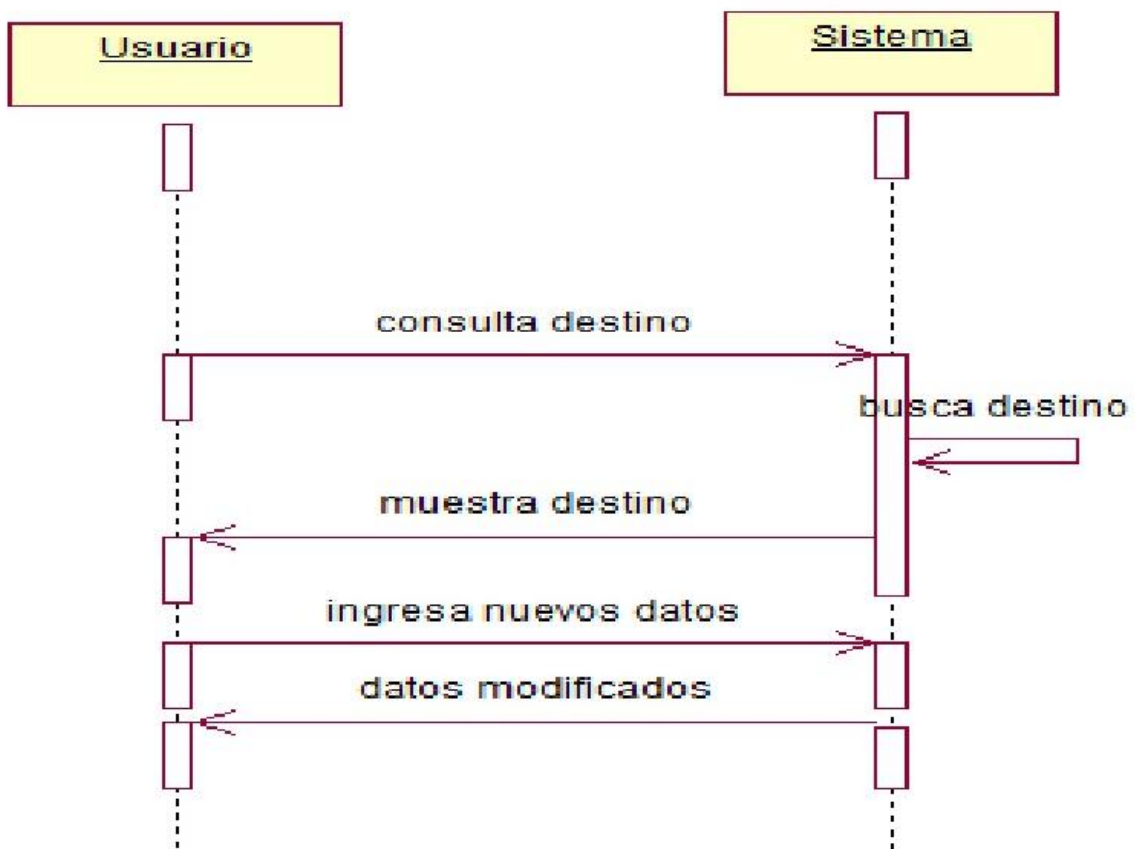 Usuario
Sistema
consulta destino
busca destino
muestra destino
ingresa nuevos datos
datos modificados